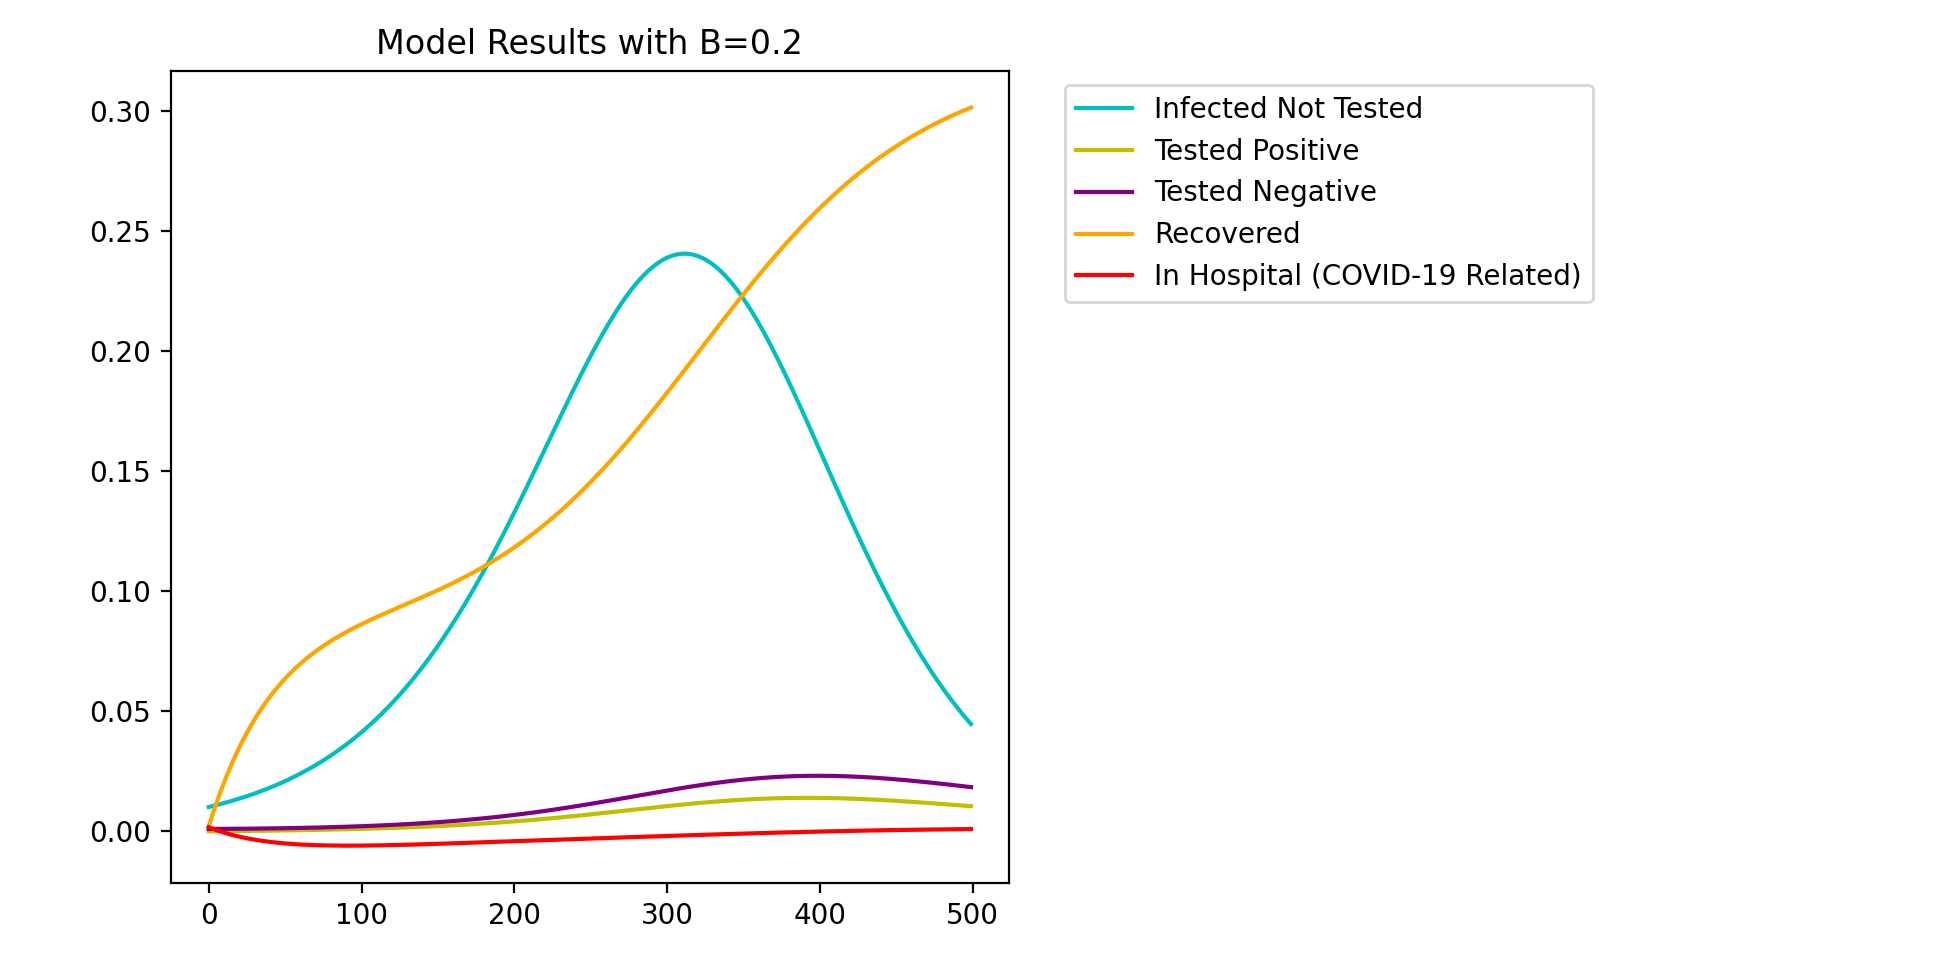 Model Results with B=0.2
0.30
0.25
0.20
0.15
0.10
0.05
0.00
0 100 200 300 400 500
Infected Not Tested
Tested Positive
Tested Negative
Recovered
In Hospital (COVID-19 Related)